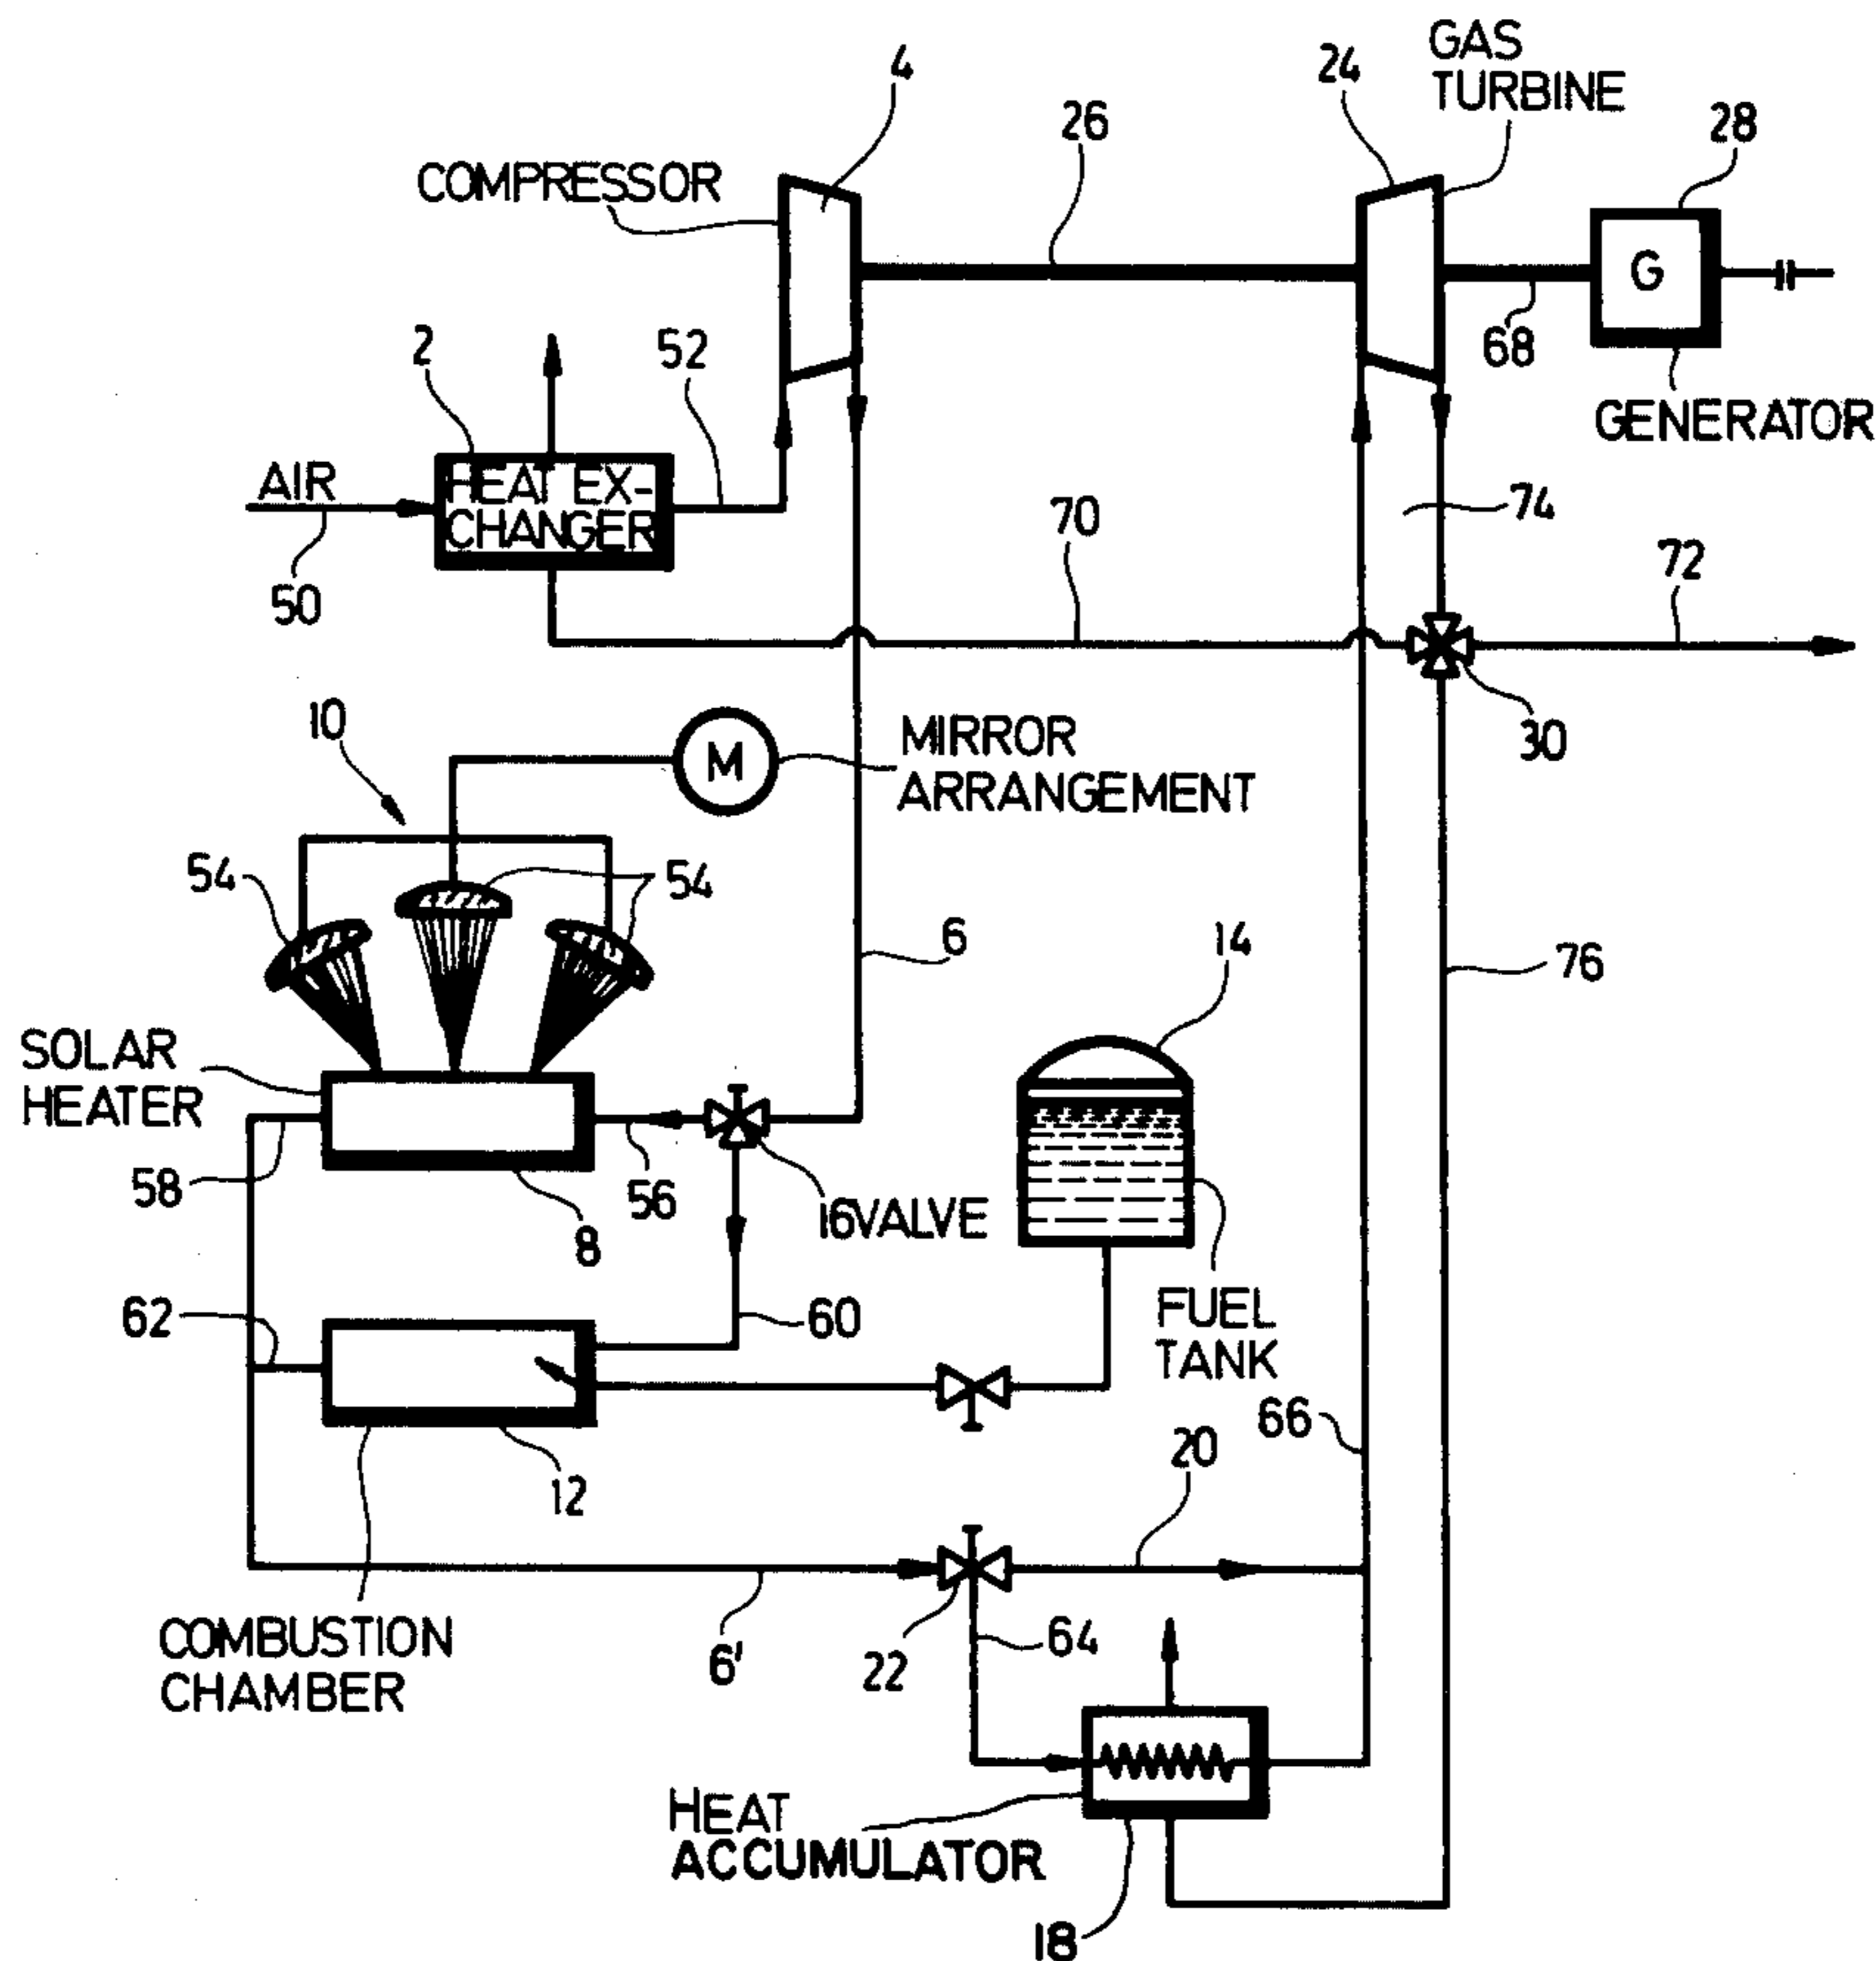 GAS
TURBINE
4
24
26
28
COMPRESSOR
G
2
52
68
GENERATOR
AIR
HEAT EX-
CHANGER
74
70
72
50
10
M
MIRROR
ARRANGEMENT
30
54
54
6
14
76
SOLAR
HEATER
58
56
16 VALVE
8
62
60
FUEL
TANK
66
20
12
COMBUSTION
CHAMBER
6'
22
64
HEAT
ACCUMULATOR
18